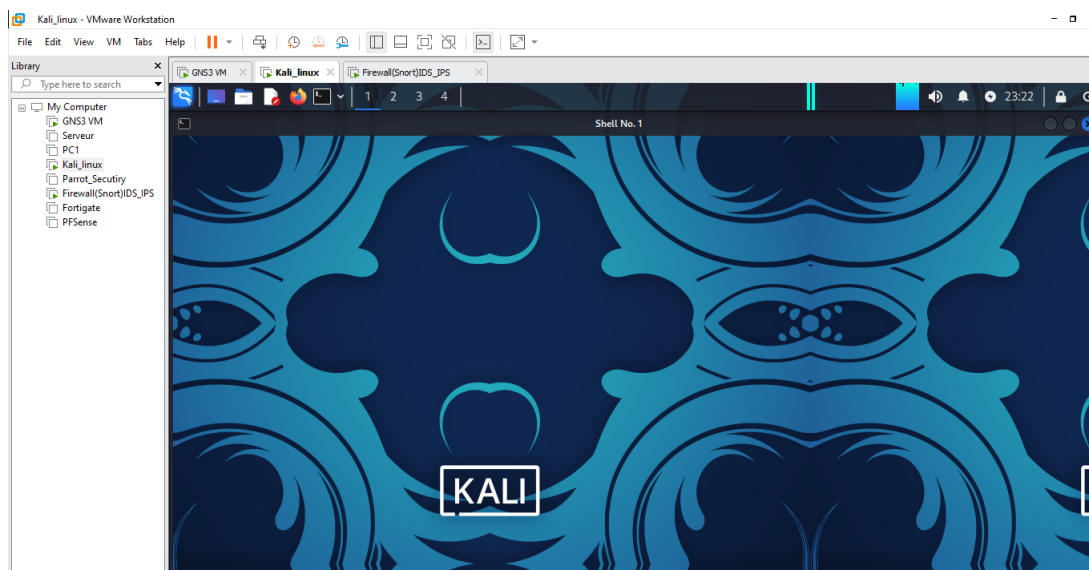 Kali_linux - VMware Workstation
File Edit View VM Tabs Help
Library
Type here to search
My Computer
GNS3 VM
Serveur
PC1
Kali_linux
Parrot_Secutiry
Firewall(Snort)IDS_IPS
Fortigate
PFSense
GNS3 VM Kali_linux Firewall(Snort)IDS_IPS
1 2 3 4 23:22
Shell No. 1
KALI